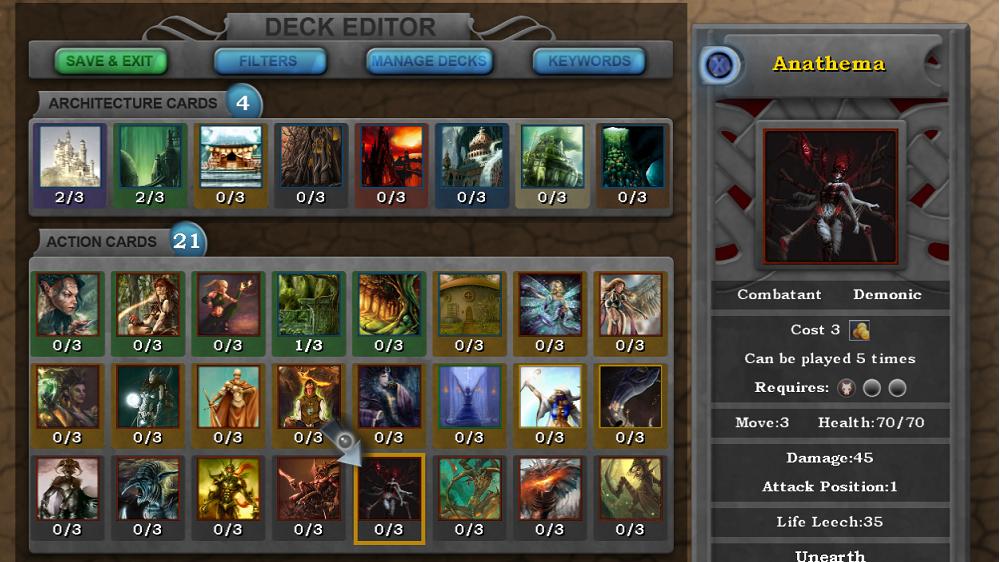 DECK EDITOR
SAVE & EXIT
FILTERS
MANAGE DECKS
KEYWORDS
ARCHITECTURE CARDS 4
2/3 2/3 0/3 0/3 0/3 0/3 0/3 0/3
ACTION CARDS 21
0/3 0/3 0/3 1/3 0/3 0/3 0/3 0/3
0/3 0/3 0/3 0/3 0/3 0/3 0/3 0/3
0/3 0/3 0/3 0/3 0/3 0/3 0/3 0/3
X
Anathema
Combatant Demonic
Cost 3
Can be played 5 times
Requires:
Move:3 Health:70/70
Damage:45
Attack Position:1
Life Leech:35
Unearth